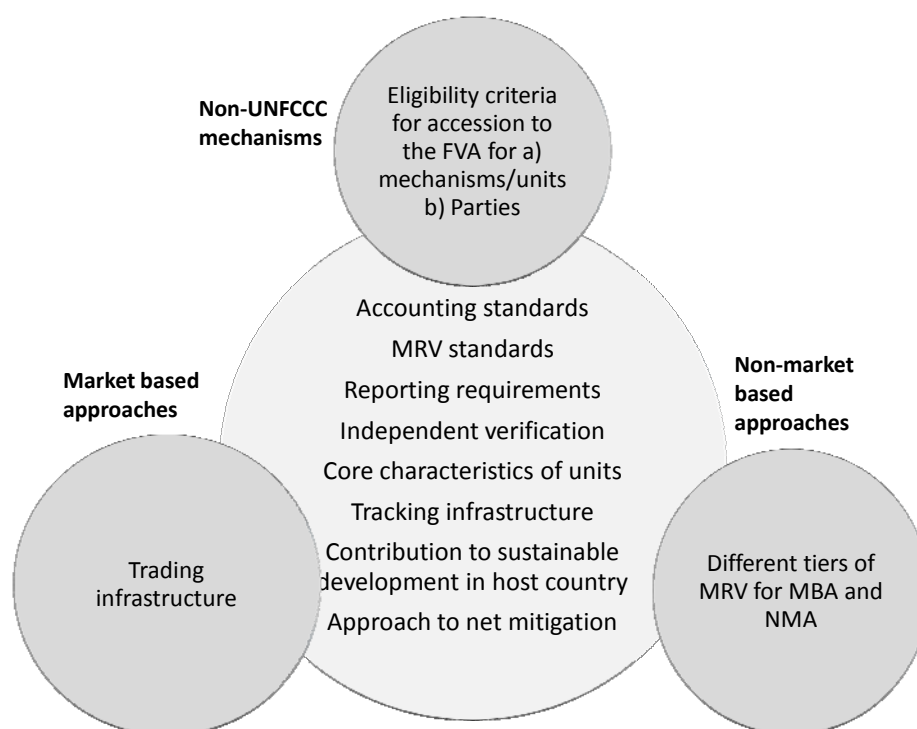 Non-UNFCCC
mechanisms
Eligibility criteria
for accession to
the FVA for a)
mechanisms/units
b) Parties
Accounting standards
MRV standards
Reporting requirements
Independent verification
Core characteristics of units
Tracking infrastructure
Contribution to sustainable
development in host country
Approach to net mitigation
Market based
approaches
Trading
infrastructure
Non-market
based
approaches
Different tiers of
MRV for MBA and
NMA